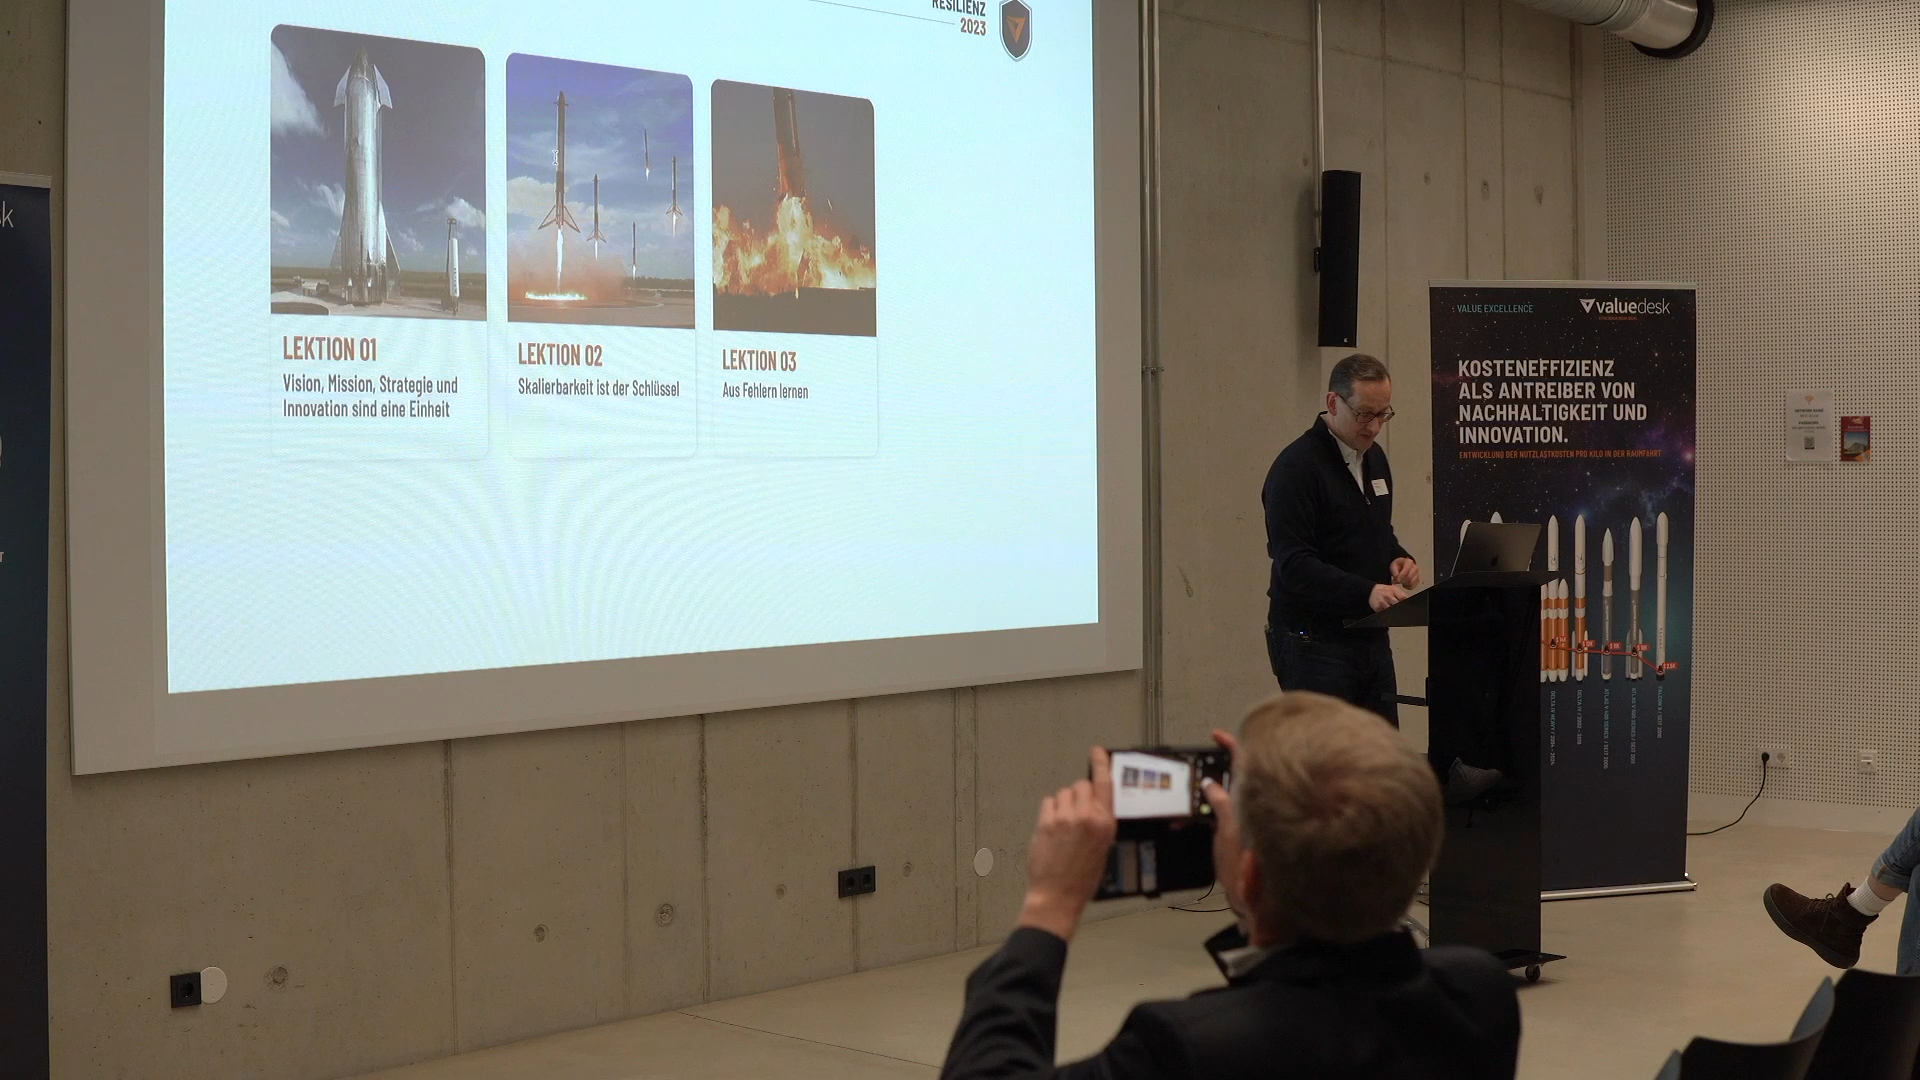 RESILIENZ
2023
LEKTION 01
Vision, Mission, Strategie und
Innovation sind eine Einheit
LEKTION 02
Skalierbarkeit ist der Schlüssel
LEKTION 03
Aus Fehlern lernen
VALUE EXCELLENCE
valuedesk
KOSTENEFFIZIENZ
ALS ANTREIBER VON
NACHHALTIGKEIT UND
INNOVATION.
ENTWICKLUNG DER NUTZLASTKOSTEN PRO KILO IN DER RAUMFAHRT